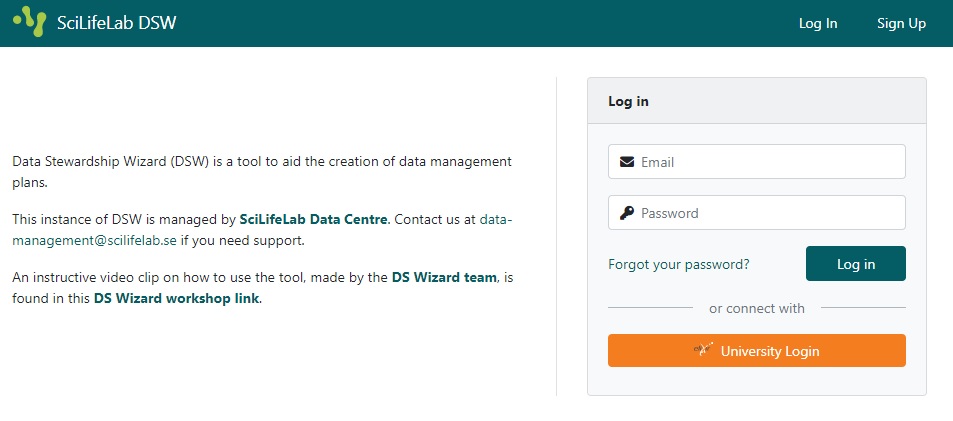 SciLifeLab DSW
Log In
Sign Up
Data Stewardship Wizard (DSW) is a tool to aid the creation of data management
plans.
This instance of DSW is managed by SciLifeLab Data Centre. Contact us at data-
management@scilifelab.se if you need support.
An instructive video clip on how to use the tool, made by the DS Wizard team, is
found in this DS Wizard workshop link.
Log in
Email
Password
Forgot your password?
Log in
or connect with
University Login